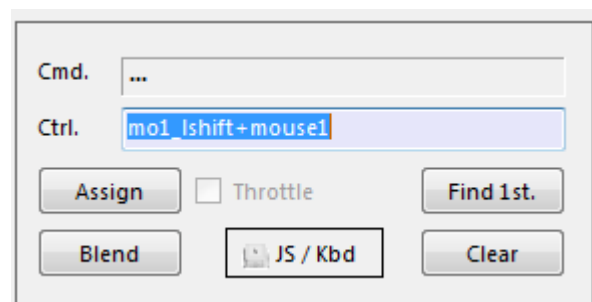 Cmd. ...
Ctrl. mo1_lshift+mouse1
Assign Throttle Find 1st.
Blend JS / Kbd Clear